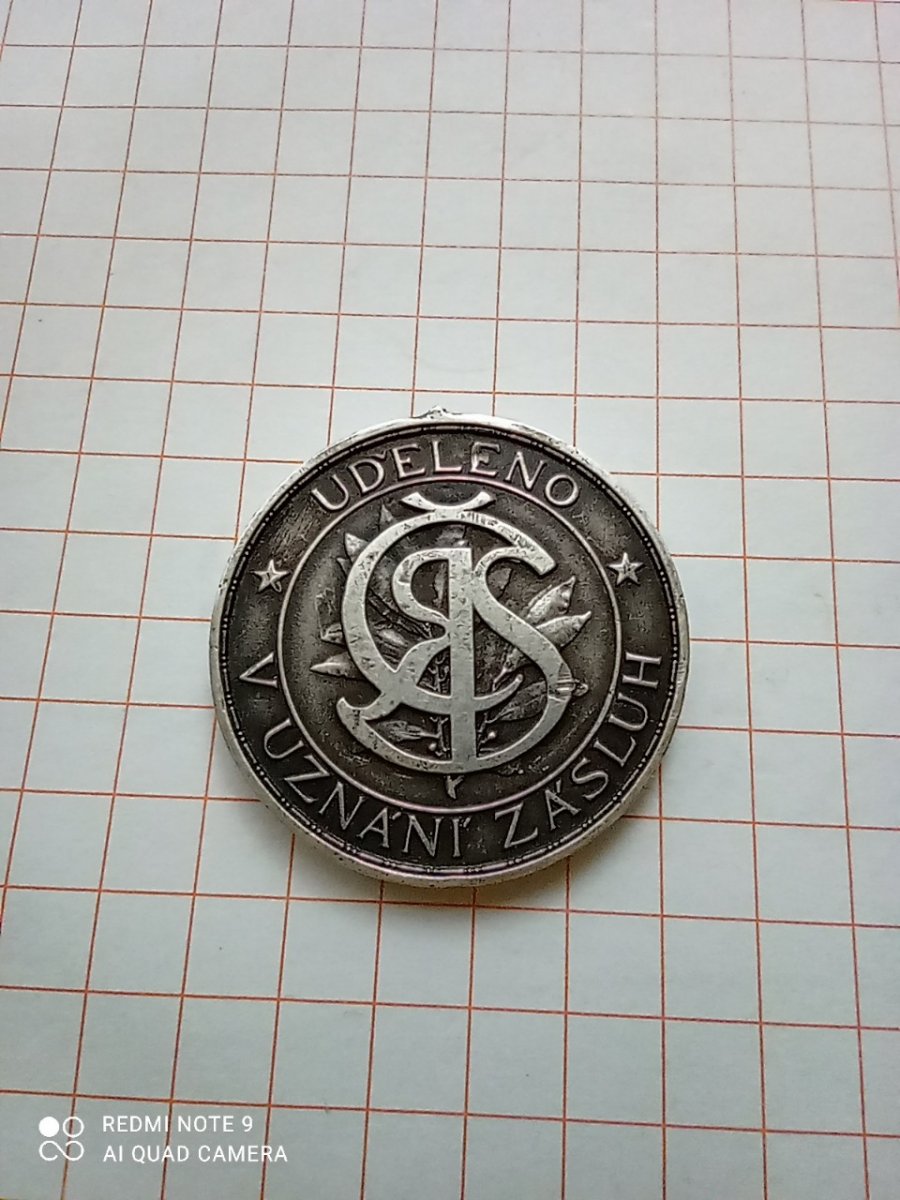 UDĚLENO
V UZNÁNÍ ZÁSLUH
REDMI NOTE 9
AI QUAD CAMERA